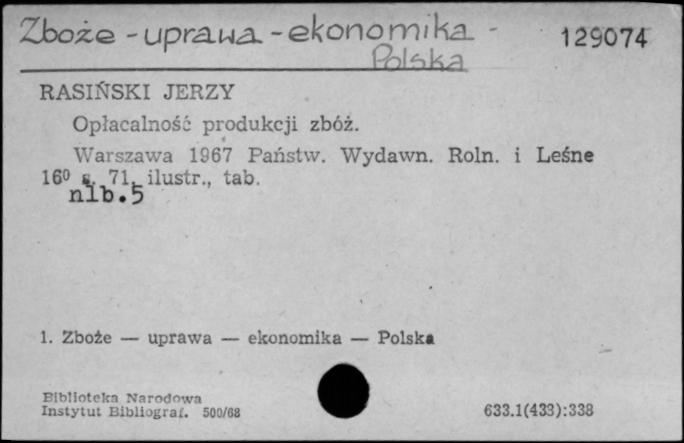 Zboże - uprawa - ekonomika -
Polska
129074
RASIŃSKI JERZY
Opłacalność produkcji zbóż.
Warszawa 1967 Państw. Wydawn. Roln. i Leśne
16⁰ s. 71, ilustr., tab.
nlb.5
1. Zboże — uprawa — ekonomika — Polska
Biblioteka Narodowa
Instytut Bibliograf. 500/68
633.1(433):338